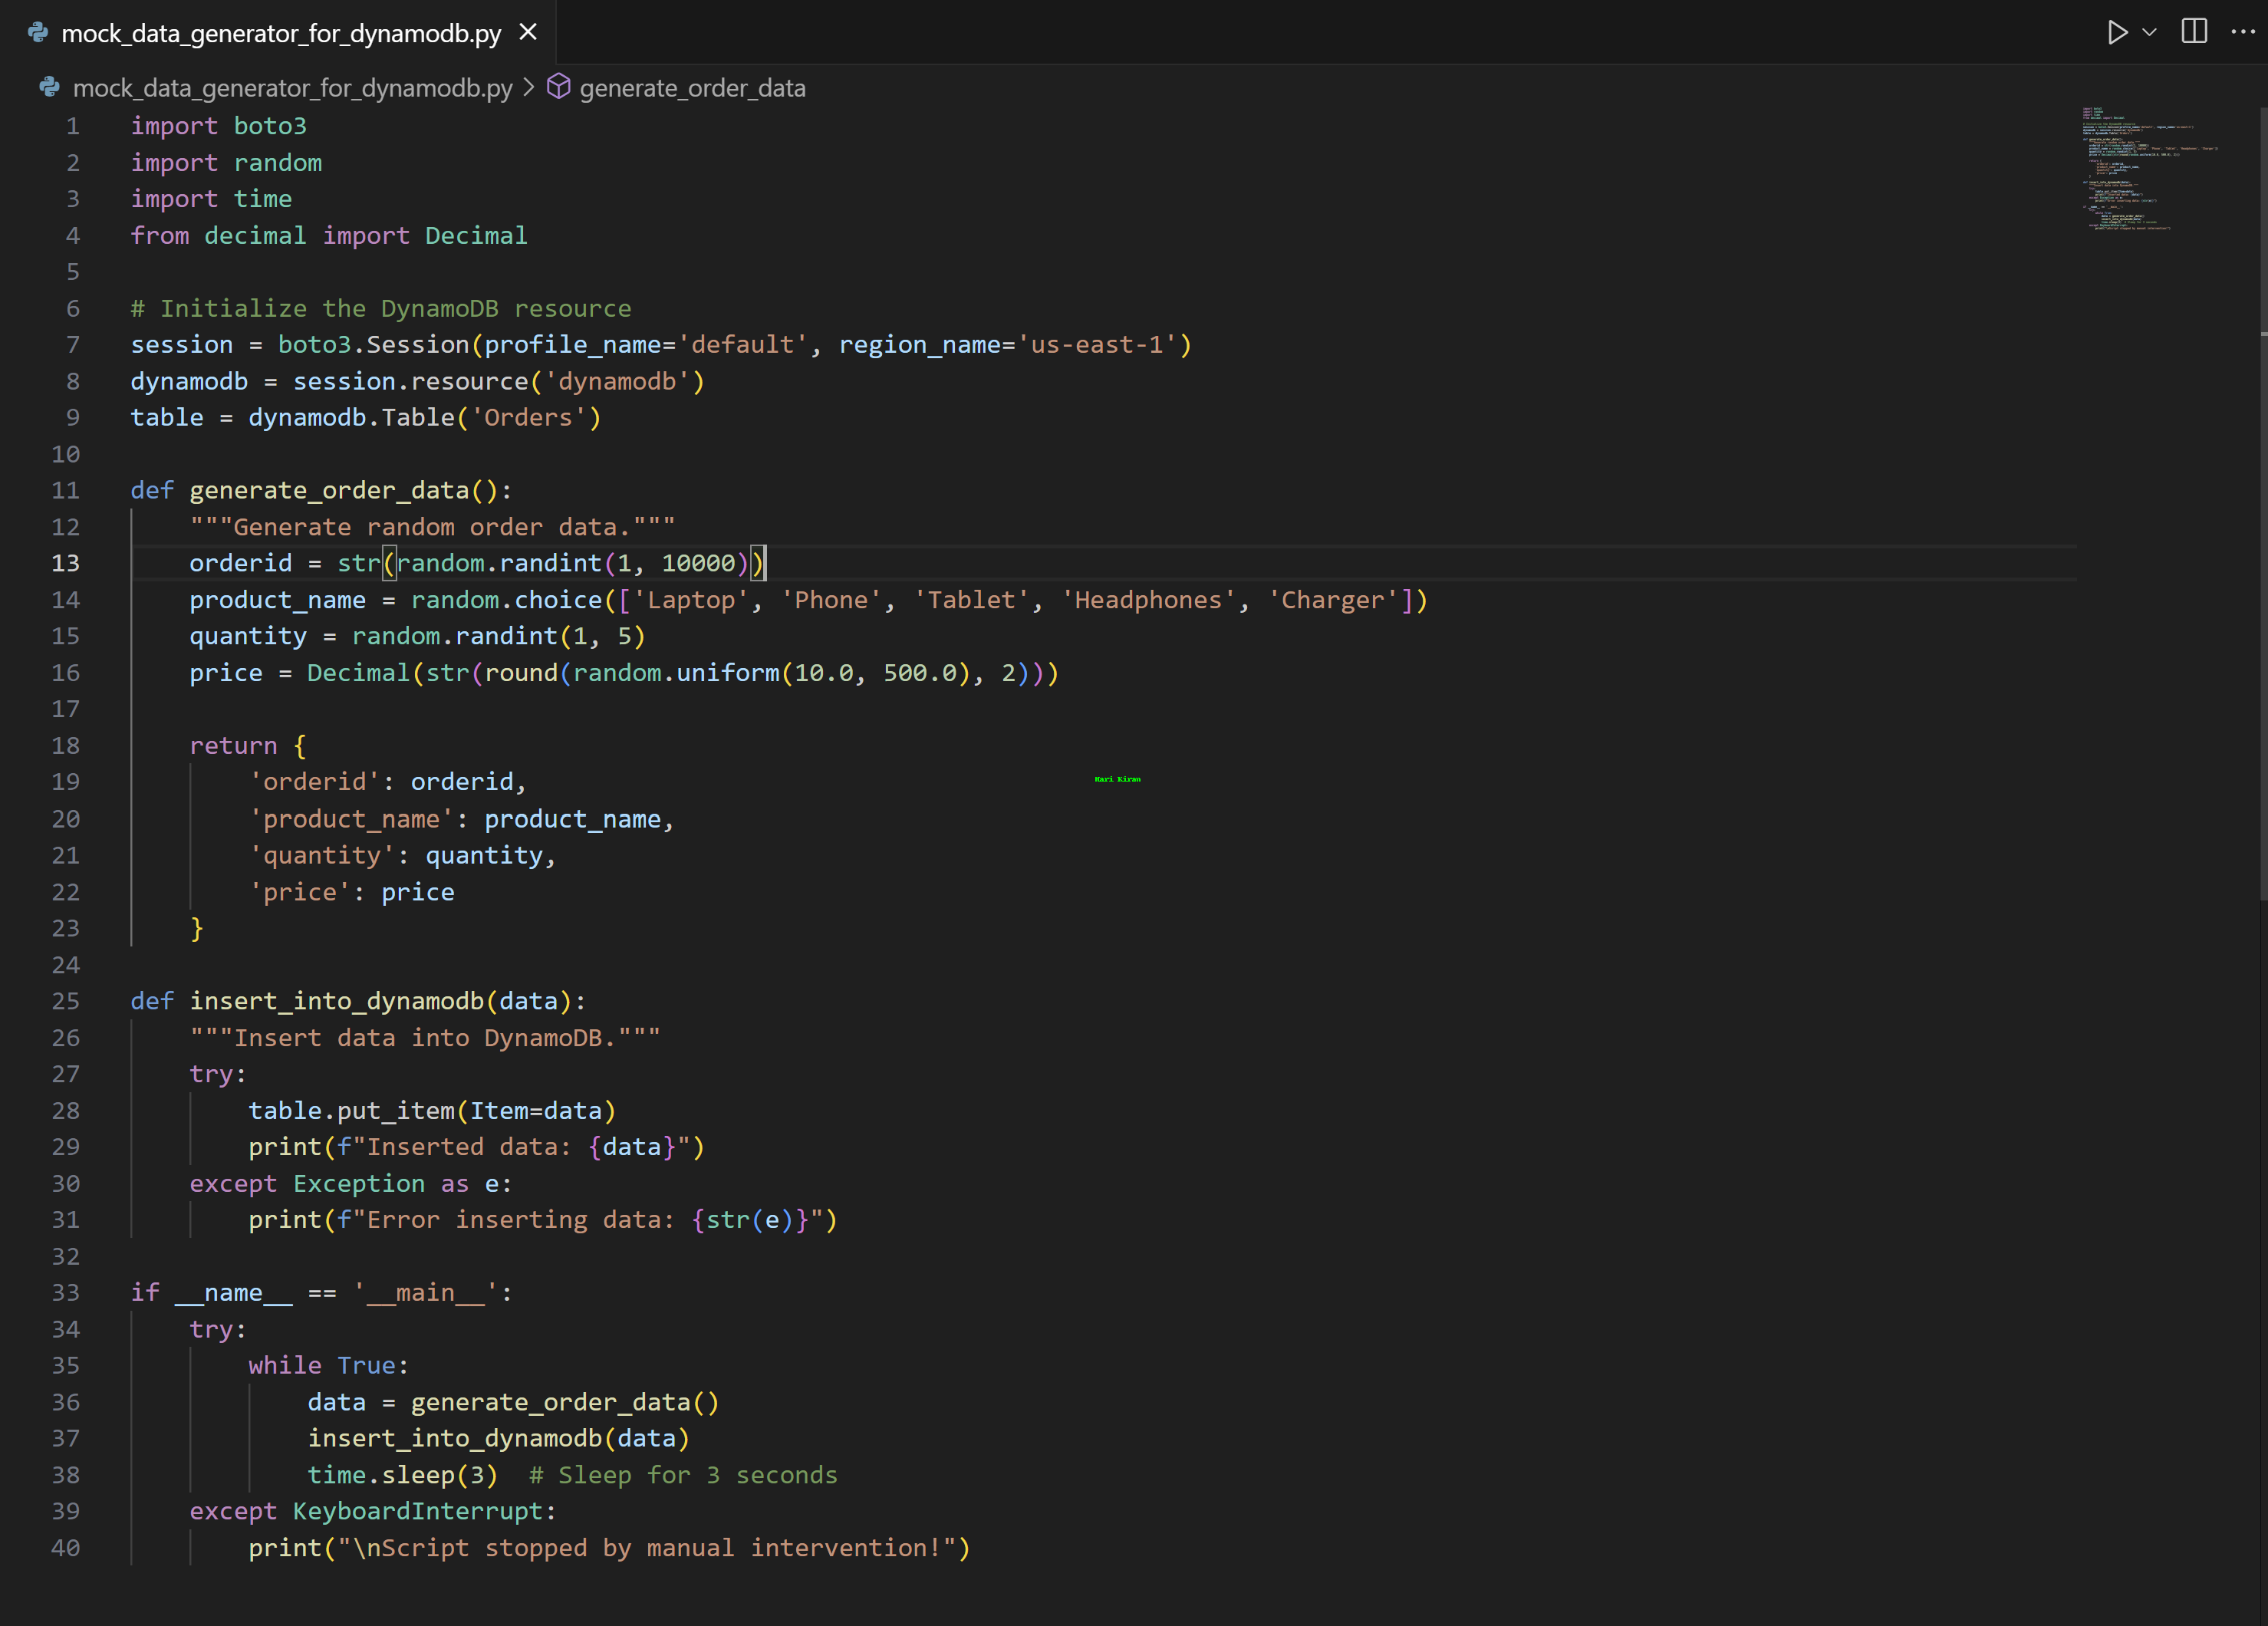 mock_data_generator_for_dynamodb.py
mock_data_generator_for_dynamodb.py > generate_order_data
1 import boto3
2 import random
3 import time
4 from decimal import Decimal
5
6 # Initialize the DynamoDB resource
7 session = boto3.Session(profile_name='default', region_name='us-east-1')
8 dynamodb = session.resource('dynamodb')
9 table = dynamodb.Table('Orders')
10
11 def generate_order_data():
12     """Generate random order data."""
13     orderid = str(random.randint(1, 10000))
14     product_name = random.choice(['Laptop', 'Phone', 'Tablet', 'Headphones', 'Charger'])
15     quantity = random.randint(1, 5)
16     price = Decimal(str(round(random.uniform(10.0, 500.0), 2)))
17
18     return {
19         'orderid': orderid,
Hari Kiran
20         'product_name': product_name,
21         'quantity': quantity,
22         'price': price
23     }
24
25 def insert_into_dynamodb(data):
26     """Insert data into DynamoDB."""
27     try:
28         table.put_item(Item=data)
29         print(f"Inserted data: {data}")
30     except Exception as e:
31         print(f"Error inserting data: {str(e)}")
32
33 if __name__ == '__main__':
34     try:
35         while True:
36             data = generate_order_data()
37             insert_into_dynamodb(data)
38             time.sleep(3)  # Sleep for 3 seconds
39     except KeyboardInterrupt:
40         print("\nScript stopped by manual intervention!")